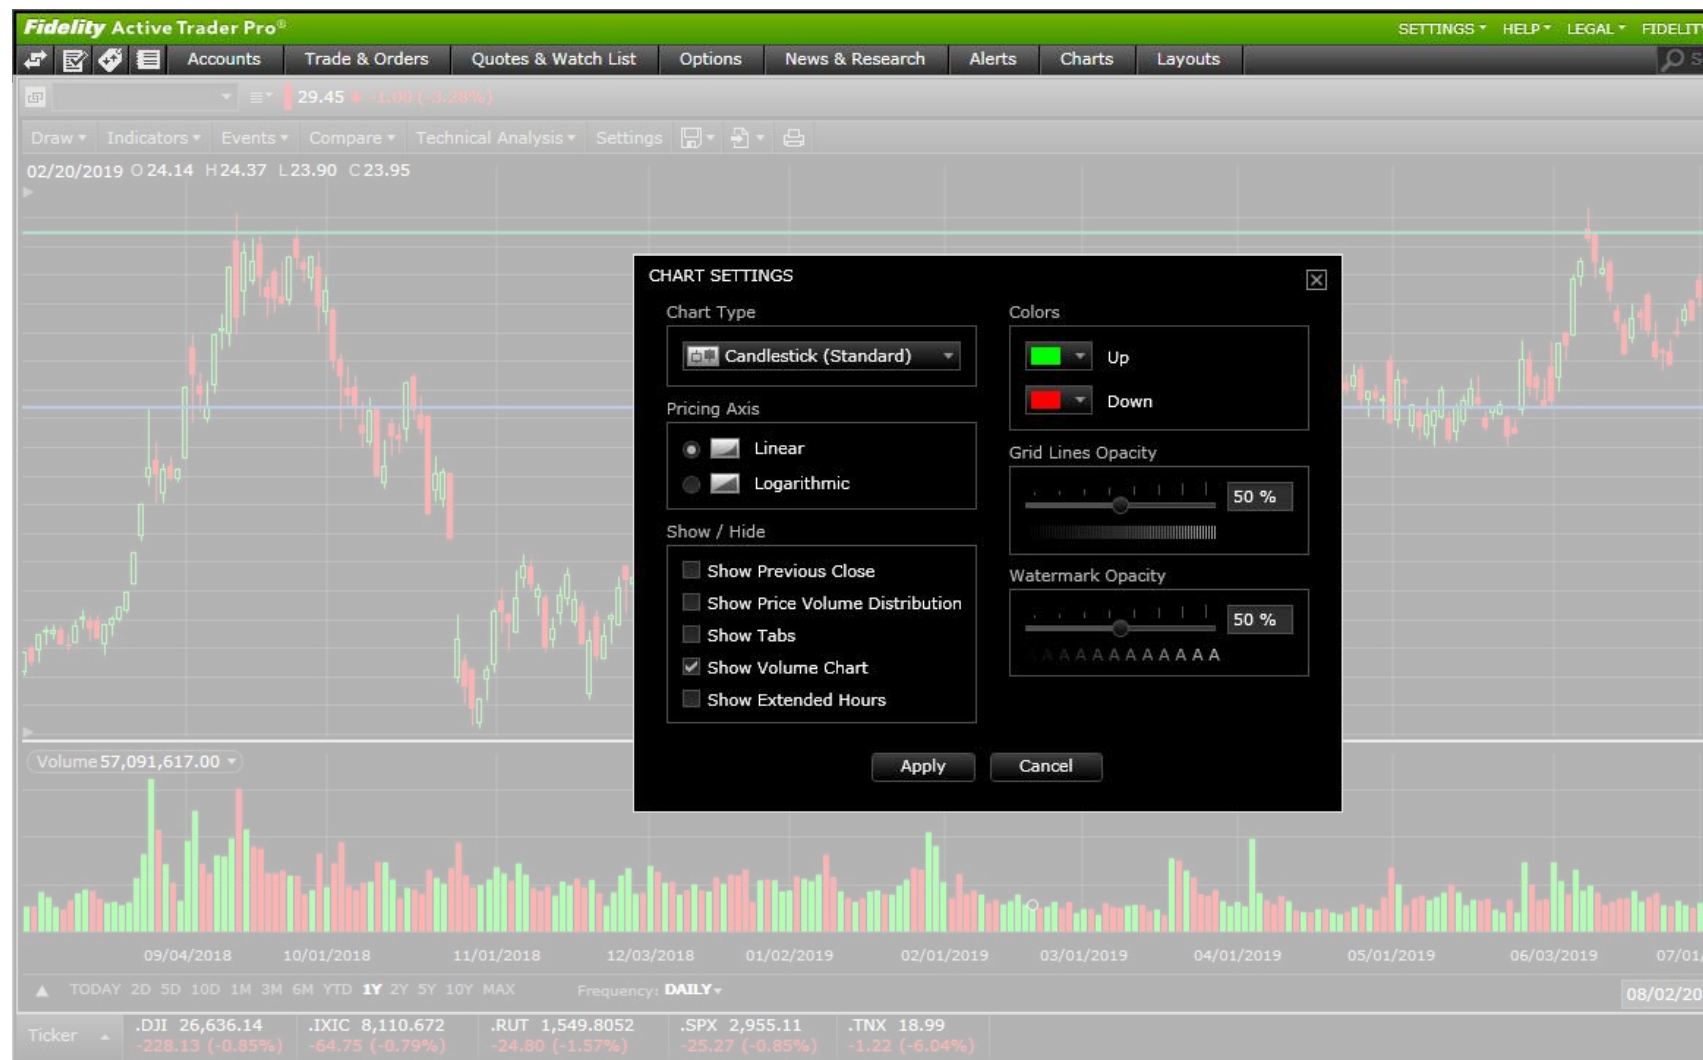 Fidelity Active Trader Pro®
SETTINGS HELP LEGAL
Accounts Trade & Orders Quotes & Watch List Options News & Research Alerts Charts Layouts
29.45 -1.00 (-3.28%)
Draw Indicators Events Compare Technical Analysis Settings
02/20/2019 O 24.14 H 24.37 L 23.90 C 23.95
CHART SETTINGS
Chart Type
Candlestick (Standard)
Pricing Axis
Linear
Logarithmic
Show / Hide
Show Previous Close
Show Price Volume Distribution
Show Tabs
Show Volume Chart
Show Extended Hours
Colors
Up
Down
Grid Lines Opacity
50 %
Watermark Opacity
50 %
A A A A A A A A A A A
Apply Cancel
Volume 57,091,617.00
09/04/2018 10/01/2018 11/01/2018 12/03/2018 01/02/2019 02/01/2019 03/01/2019 04/01/2019 05/01/2019 06/03/2019
TODAY 2D 5D 10D 1M 3M 6M YTD 1Y 2Y 5Y 10Y MAX Frequency: DAILY
Ticker
.DJI 26,636.14 .IXIC 8,110.672 .RUT 1,549.8052 .SPX 2,955.11 .TNX 18.99
-228.13 (-0.85%) -64.75 (-0.79%) -24.80 (-1.57%) -25.27 (-0.85%) -1.22 (-6.04%)